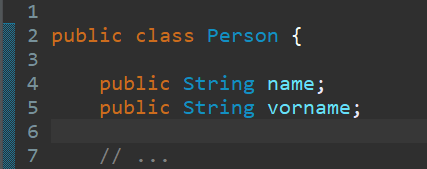 1
2 public class Person {
3
4     public String name;
5     public String vorname;
6
7     // ...